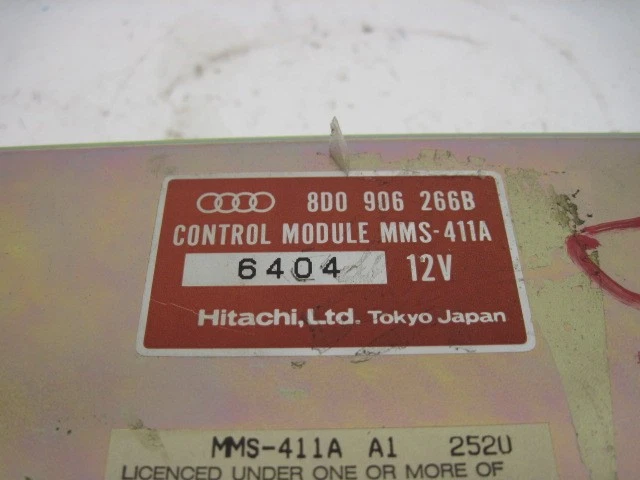 8D0 906 266B
CONTROL MODULE MMS-411A
6404 12V
Hitachi, Ltd. Tokyo Japan
MMS-411A A1 252U
LICENCED UNDER ONE OR MORE OF